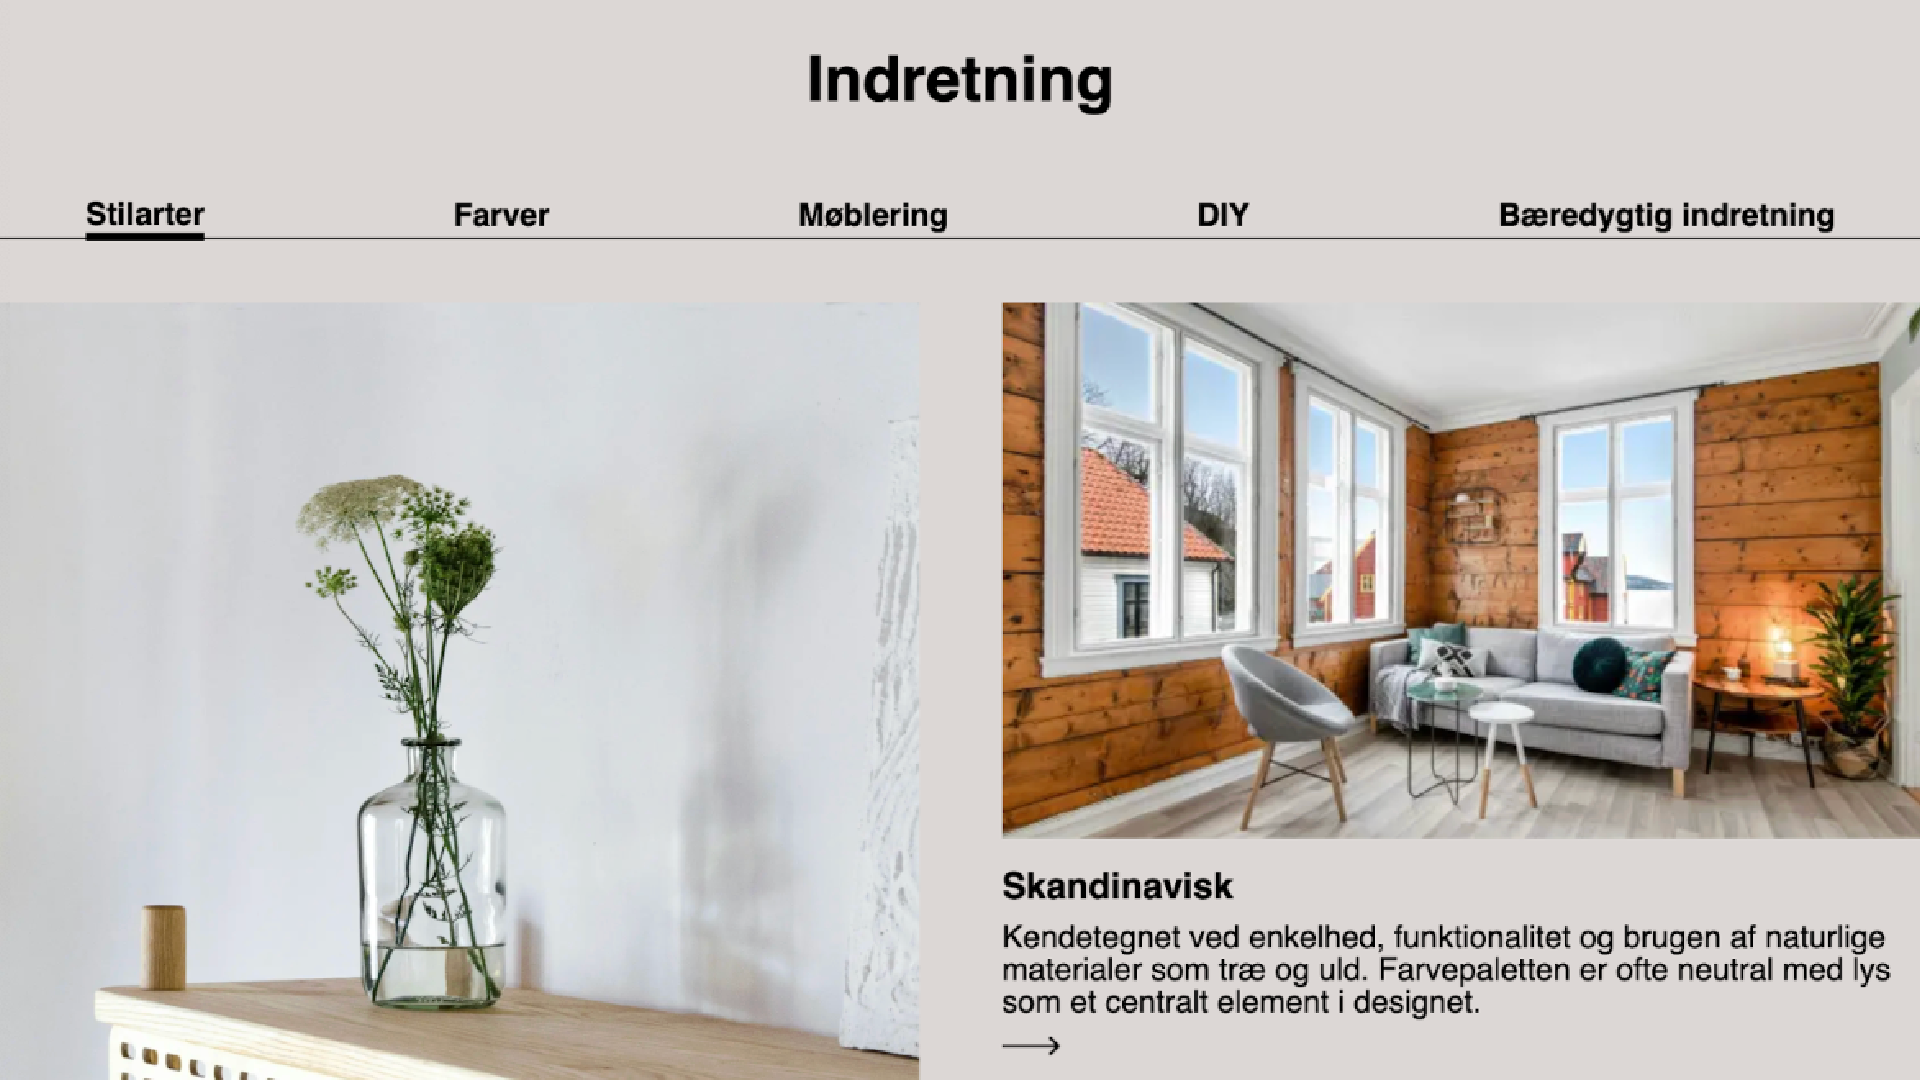 Indretning
Stilarter
Farver
Møblering
DIY
Bæredygtig indretning
Skandinavisk
Kendetegnet ved enkelhed, funktionalitet og brugen af naturlige
materialer som træ og uld. Farvepaletten er ofte neutral med lys
som et centralt element i designet.